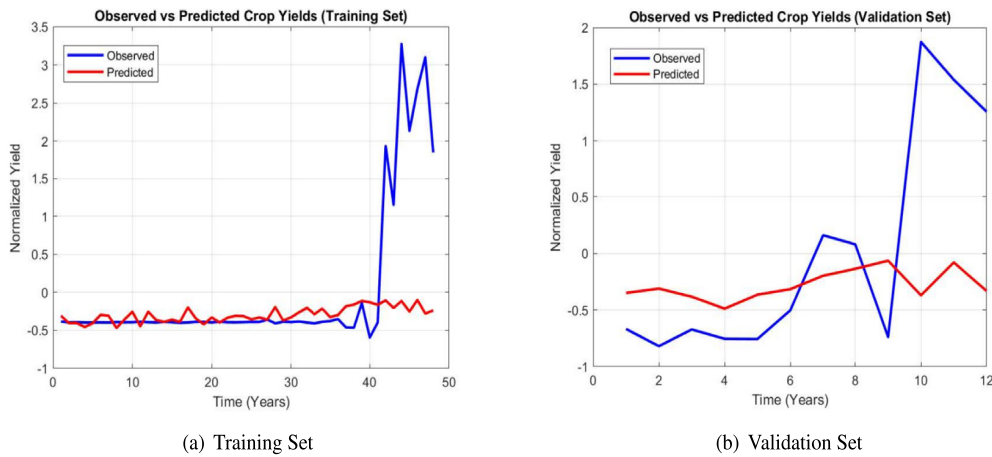 Observed vs Predicted Crop Yields (Training Set)
3.5
3
2.5
2
1.5
1
0.5
0
-0.5
-1
0 10 20 30 40 50
Normalized Yield
Time (Years)
Observed
Predicted
(a) Training Set
Observed vs Predicted Crop Yields (Validation Set)
2
1.5
1
0.5
0
-0.5
-1
0 2 4 6 8 10 12
Normalized Yield
Time (Years)
Observed
Predicted
(b) Validation Set